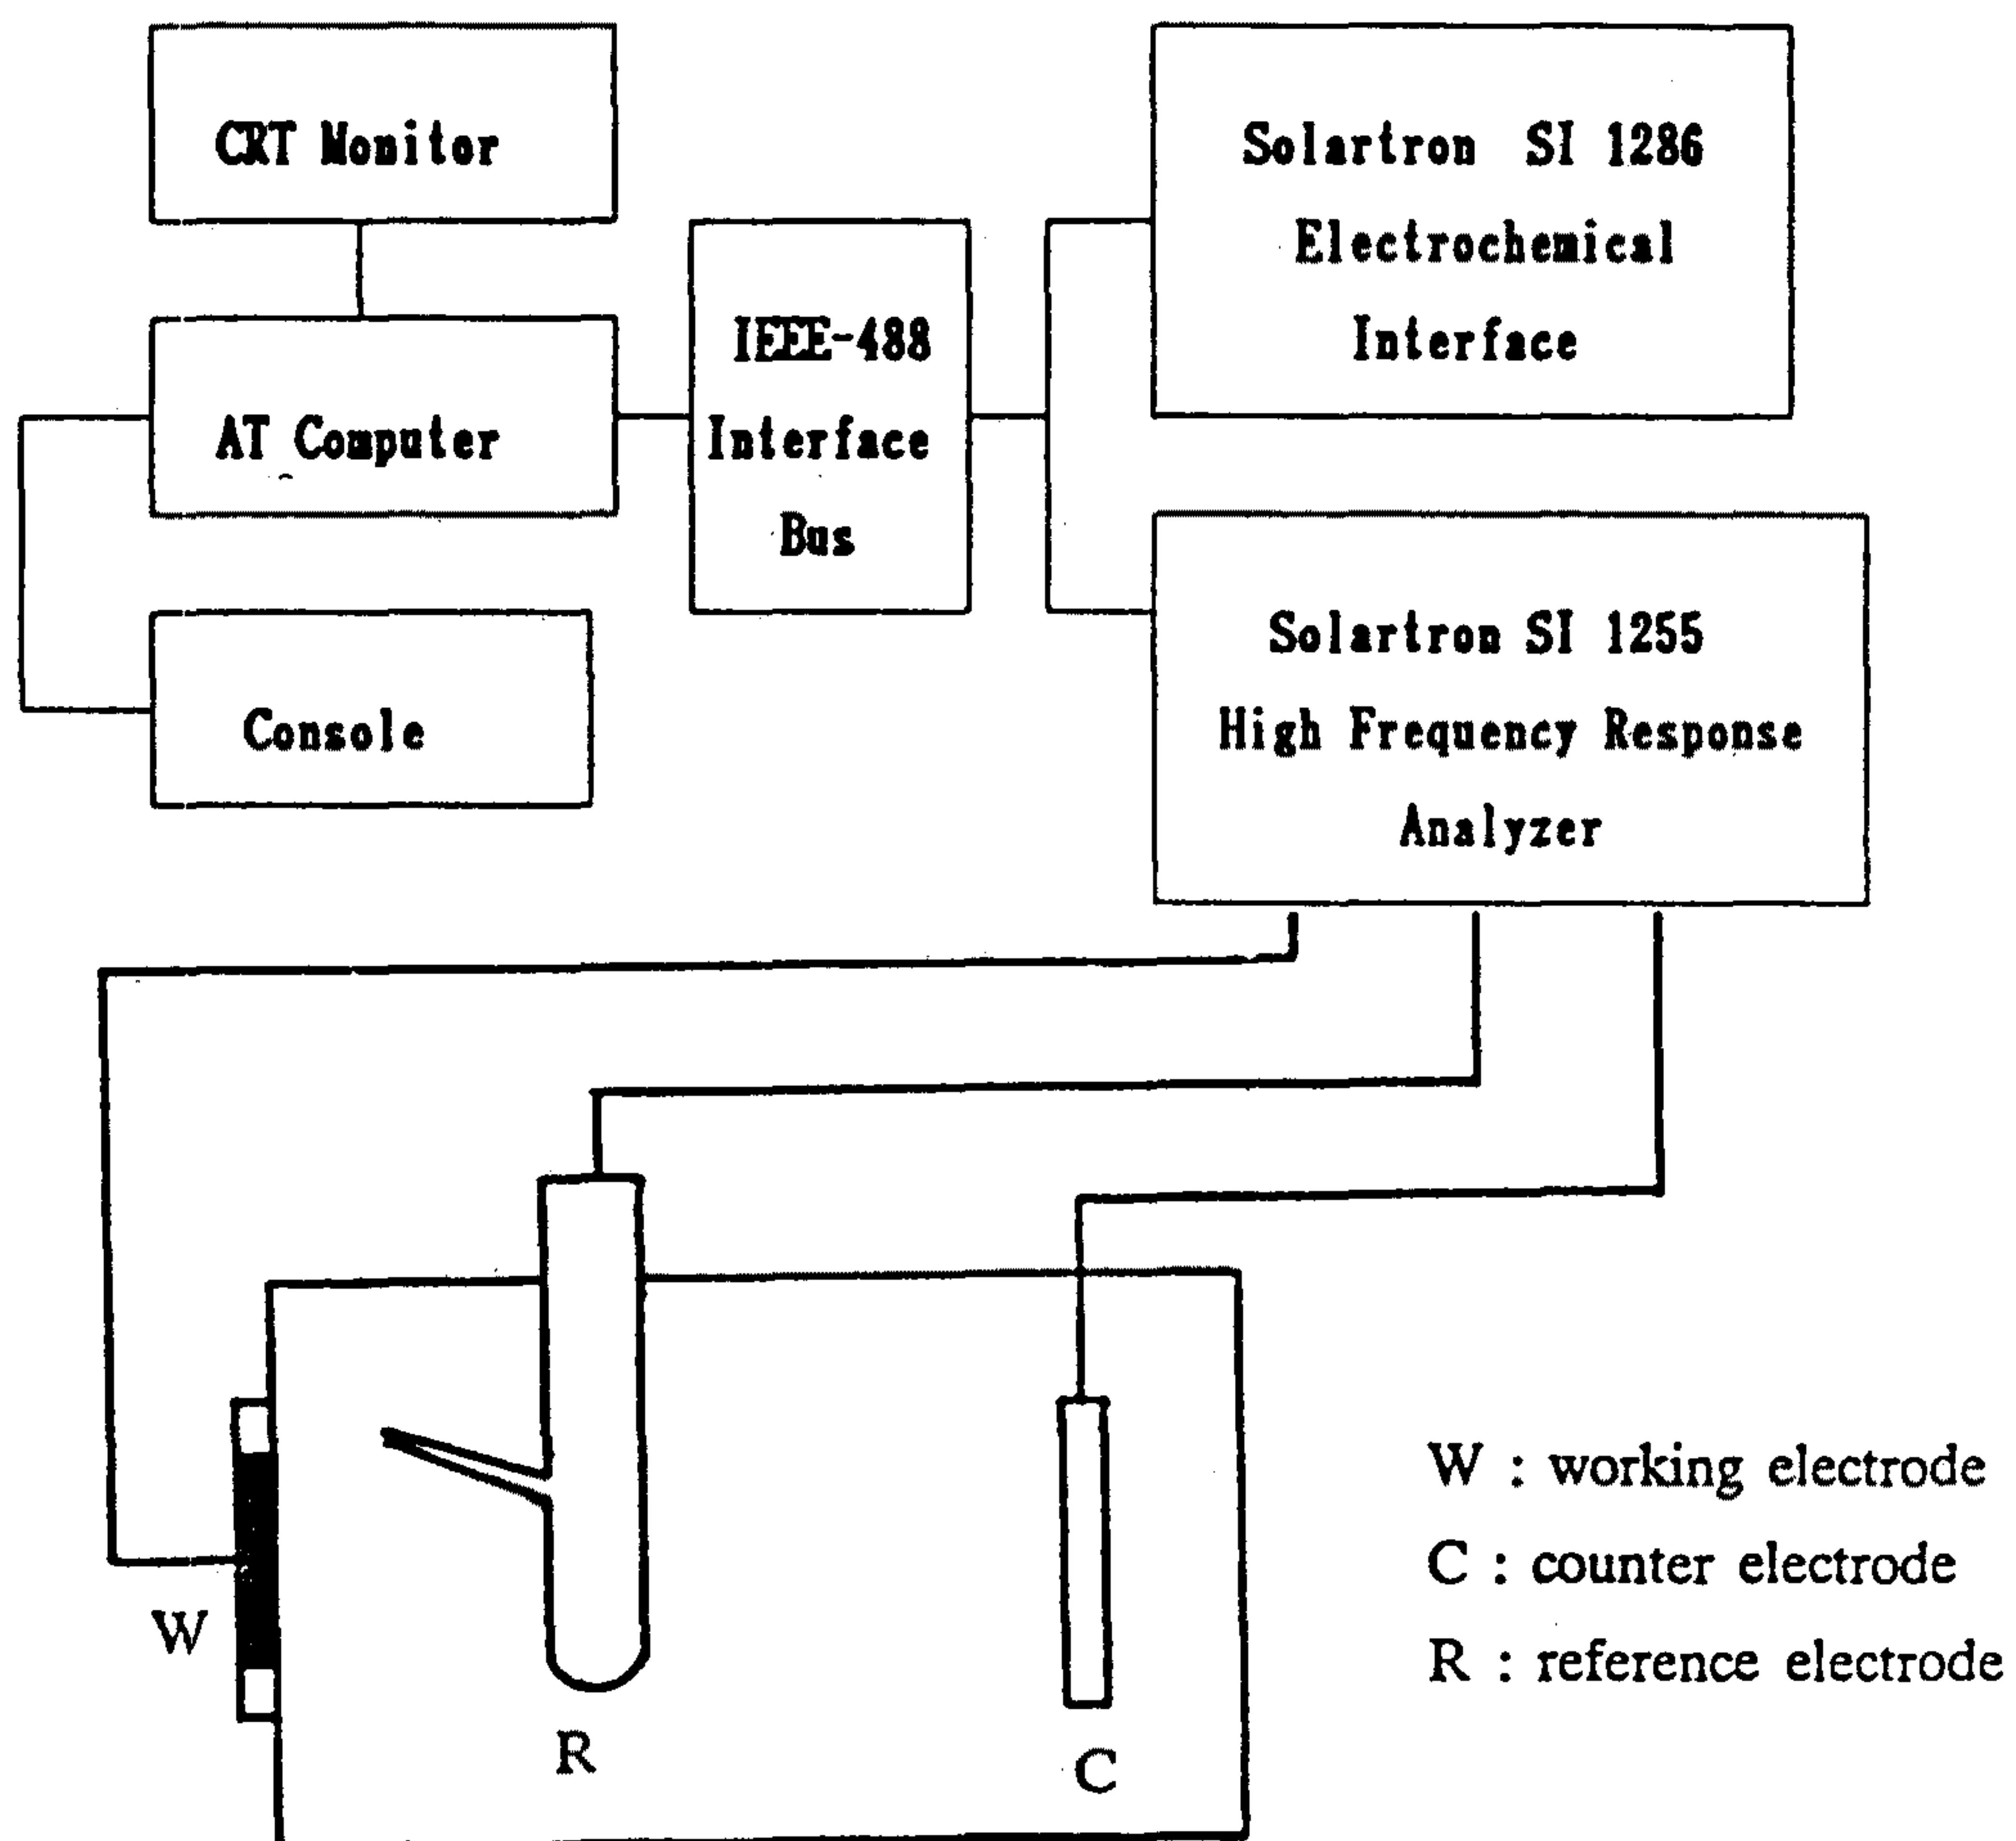 CRT Monitor
Solartron SI 1286
Electrochemical
Interface
IEEE-488
Interface
Bus
AT Computer
Solartron SI 1255
High Frequency Response
Analyzer
Console
W : working electrode
C : counter electrode
R : reference electrode
W
R
C